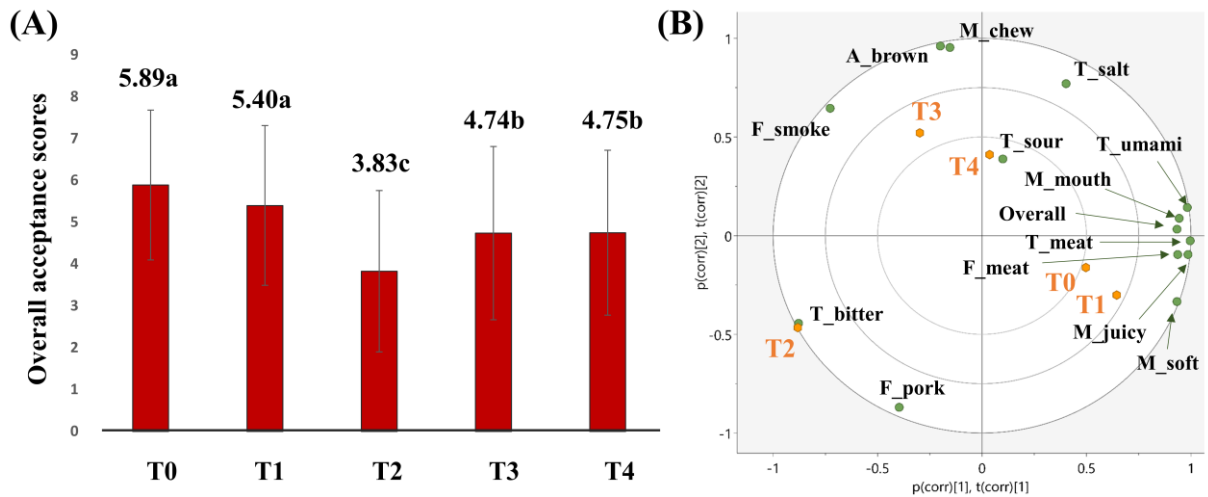 (A)
Overall acceptance scores
9
8
7
6
5
4
3
2
1
0
5.89a
5.40a
3.83c
4.74b
4.75b
T0
T1
T2
T3
T4
(B)
p(corr)[2], t(corr)[2]
1
0.5
0
-0.5
-1
M_chew
A_brown
T_salt
F_smoke
T3
T_sour
T4
T_umami
M_mouth
Overall
T_meat
F_meat
T0
T1
T_bitter
T2
M_juicy
M_soft
F_pork
-1
-0.5
0
0.5
1
p(corr)[1], t(corr)[1]